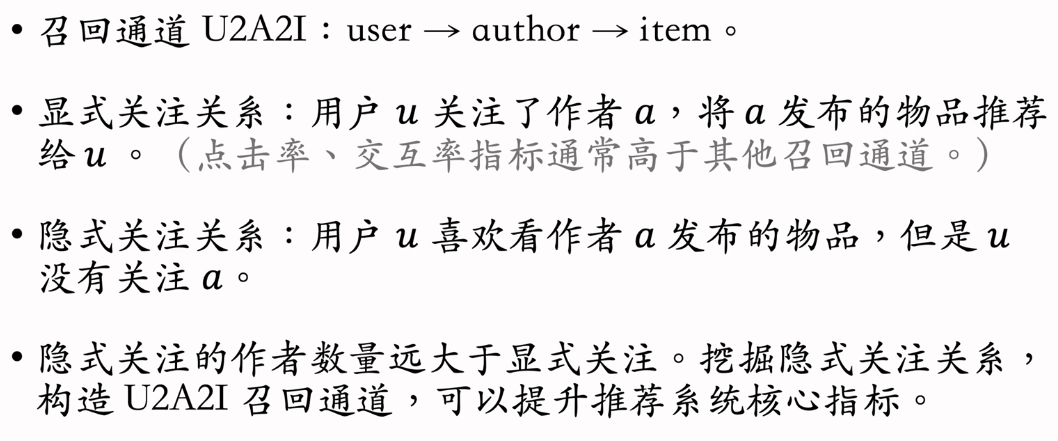 • 召回通道 U2A2I：user → author → item。
• 显式关注关系：用户 u 关注了作者 a，将 a 发布的物品推荐
给 u 。（点击率、交互率指标通常高于其他召回通道。）
• 隐式关注关系：用户 u 喜欢看作者 a 发布的物品，但是 u
没有关注 a。
• 隐式关注的作者数量远大于显式关注。挖掘隐式关注关系，
构造 U2A2I 召回通道，可以提升推荐系统核心指标。